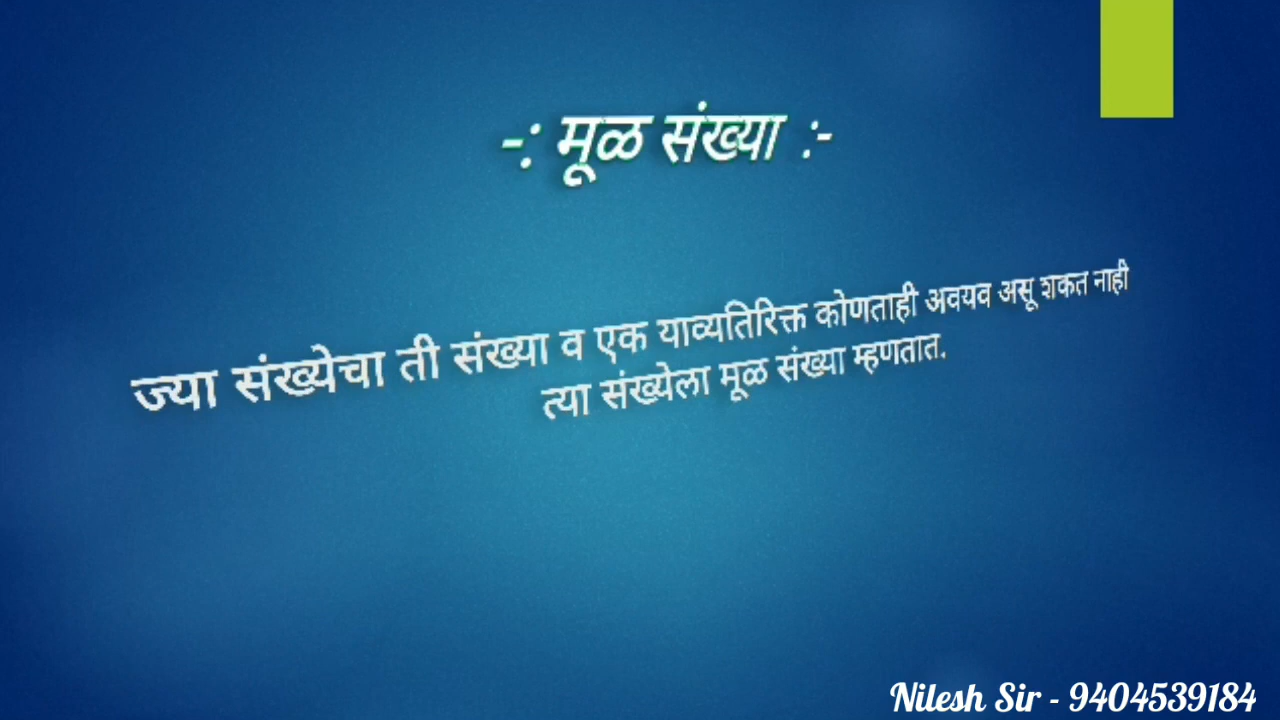 -: मूळ संख्या :-
ज्या संख्येचा ती संख्या व एक याव्यतिरिक्त कोणताही अवयव असू शकत नाही
त्या संख्येला मूळ संख्या म्हणतात.
Nilesh Sir - 9404539184